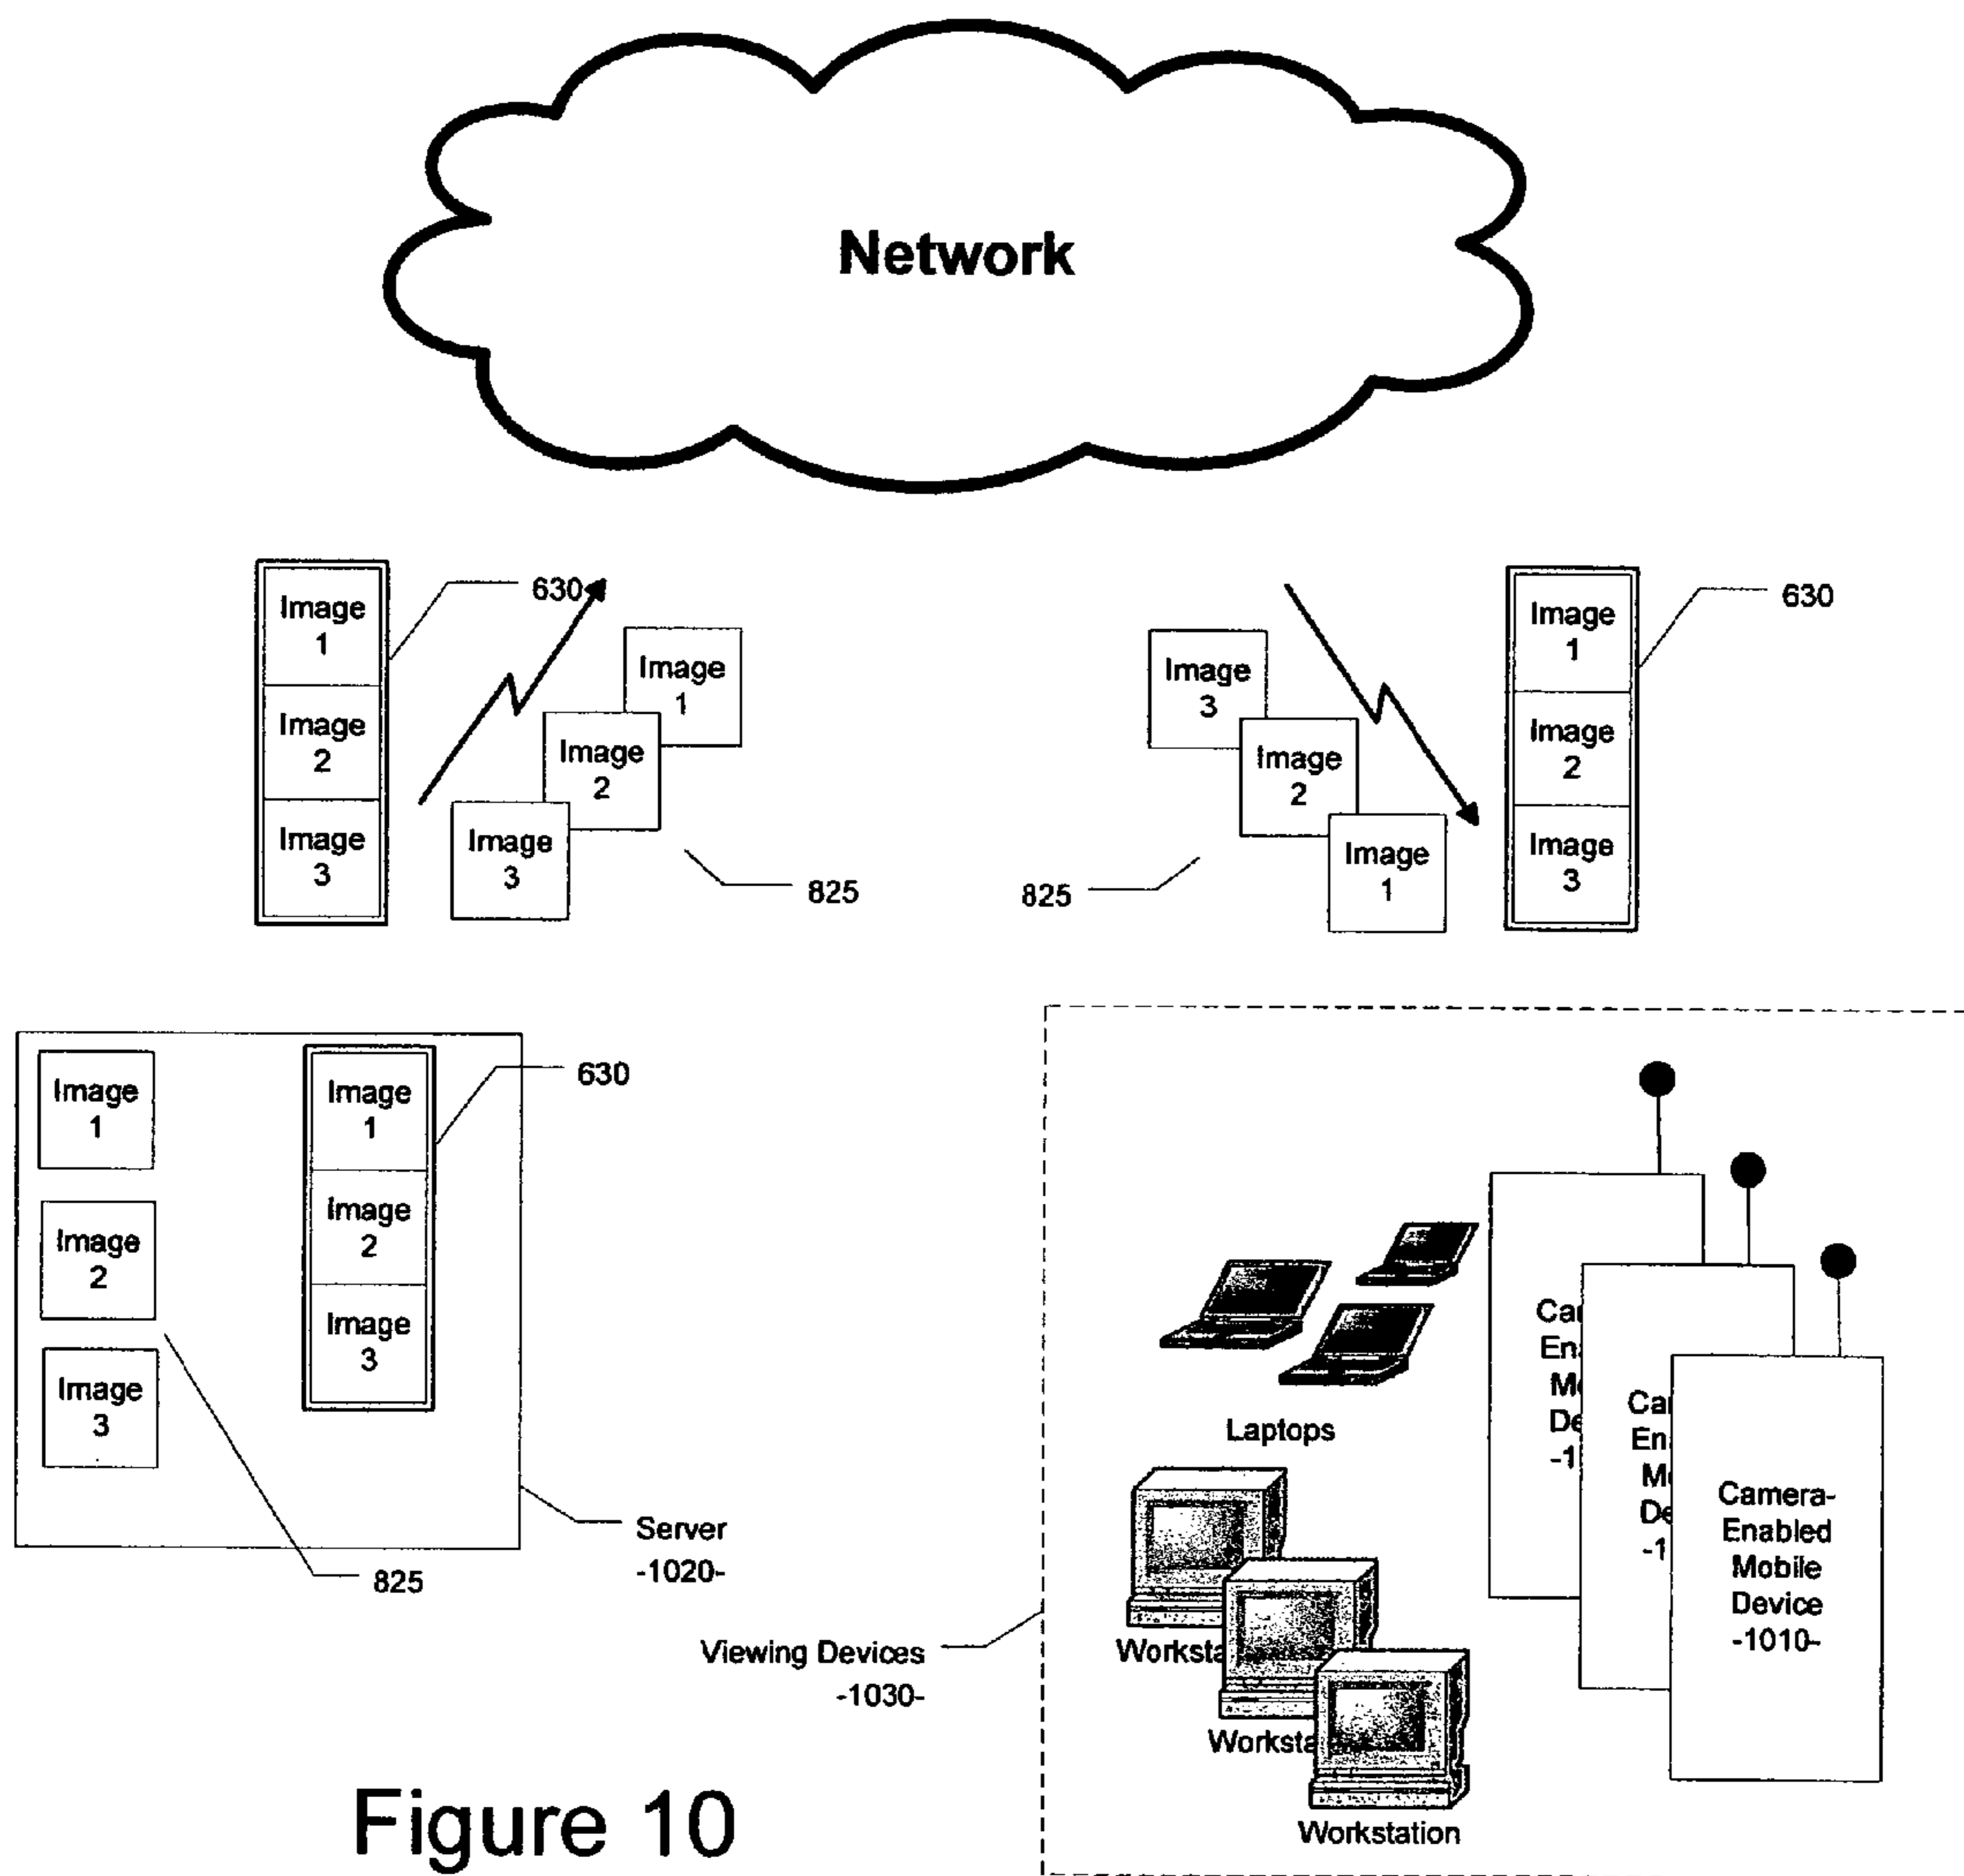 Network
Image
1
Image
2
Image
3
630
Image
1
Image
2
Image
3
825
Image
3
Image
2
Image
1
825
Image
1
Image
2
Image
3
630
Image
1
Image
2
Image
3
825
Image
1
Image
2
Image
3
630
Server
-1020-
Viewing Devices
-1030-
Laptops
Workstation
Camera-
Enabled
Mobile
Device
-1010-
Figure 10